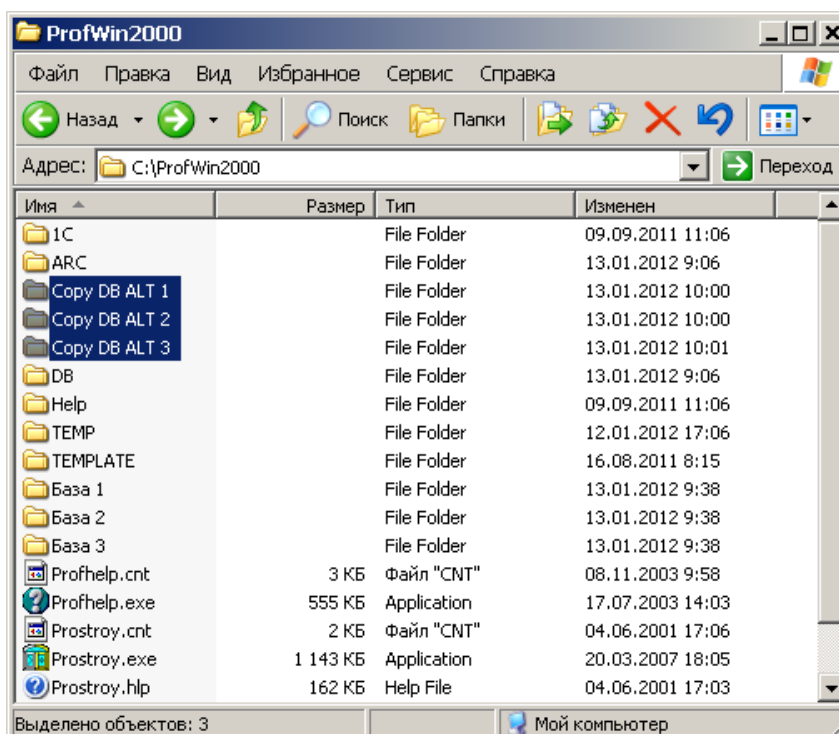 ProfWin2000
Файл Правка Вид Избранное Сервис Справка
Назад Поиск Папки
Адрес: C:\ProfWin2000 Переход
Имя Размер Тип Изменен
1C File Folder 09.09.2011 11:06
ARC File Folder 13.01.2012 9:06
Copy DB ALT 1 File Folder 13.01.2012 10:00
Copy DB ALT 2 File Folder 13.01.2012 10:00
Copy DB ALT 3 File Folder 13.01.2012 10:01
DB File Folder 13.01.2012 9:06
Help File Folder 09.09.2011 11:06
TEMP File Folder 12.01.2012 17:06
TEMPLATE File Folder 16.08.2011 8:15
База 1 File Folder 13.01.2012 9:38
База 2 File Folder 13.01.2012 9:38
База 3 File Folder 13.01.2012 9:38
Profhelp.cnt 3 КБ Файл "CNT" 08.11.2003 9:58
Profhelp.exe 555 КБ Application 17.07.2003 14:03
Prostroy.cnt 2 КБ Файл "CNT" 04.06.2001 17:06
Prostroy.exe 1 143 КБ Application 20.03.2007 18:05
Prostroy.hlp 162 КБ Help File 04.06.2001 17:03
Выделено объектов: 3 Мой компьютер